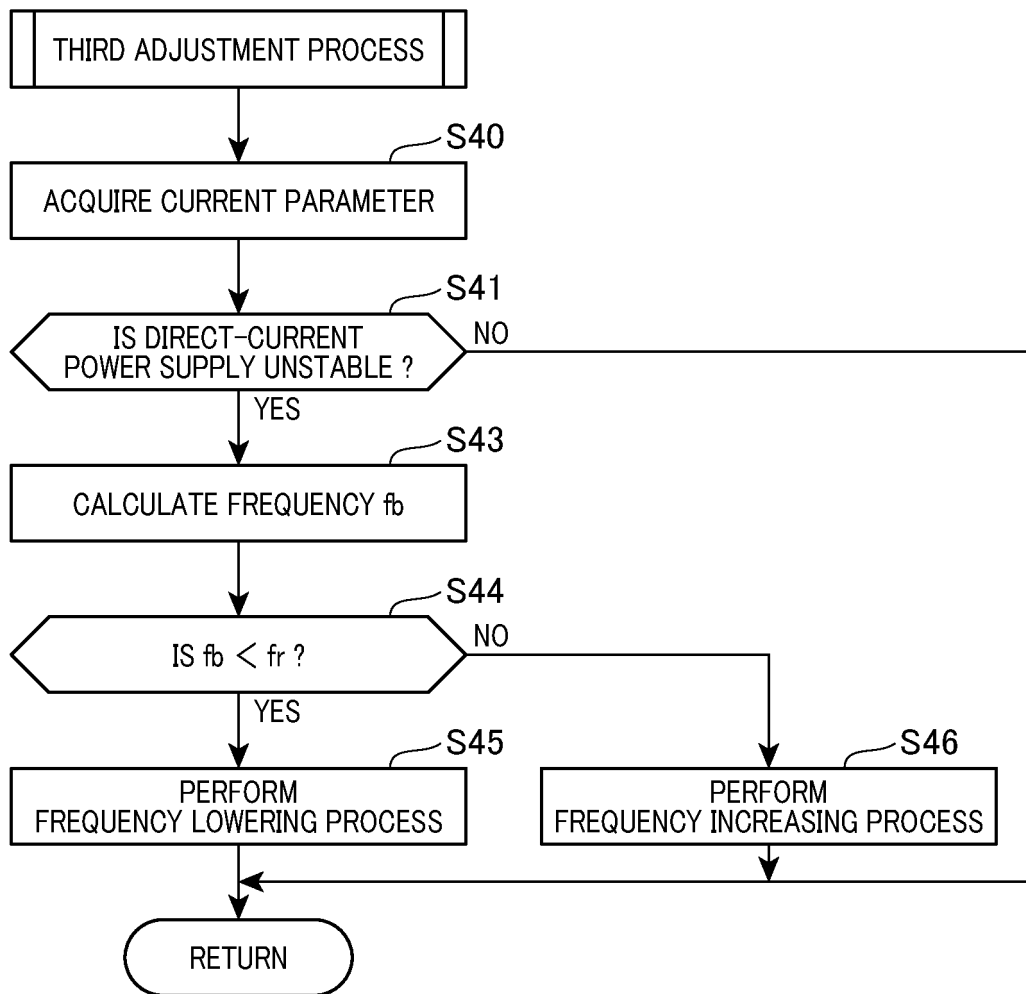 THIRD ADJUSTMENT PROCESS
S40
ACQUIRE CURRENT PARAMETER
S41
IS DIRECT-CURRENT
POWER SUPPLY UNSTABLE ?
NO
YES
S43
CALCULATE FREQUENCY fb
S44
IS fb < fr ?
NO
YES
S45
PERFORM
FREQUENCY LOWERING PROCESS
S46
PERFORM
FREQUENCY INCREASING PROCESS
RETURN